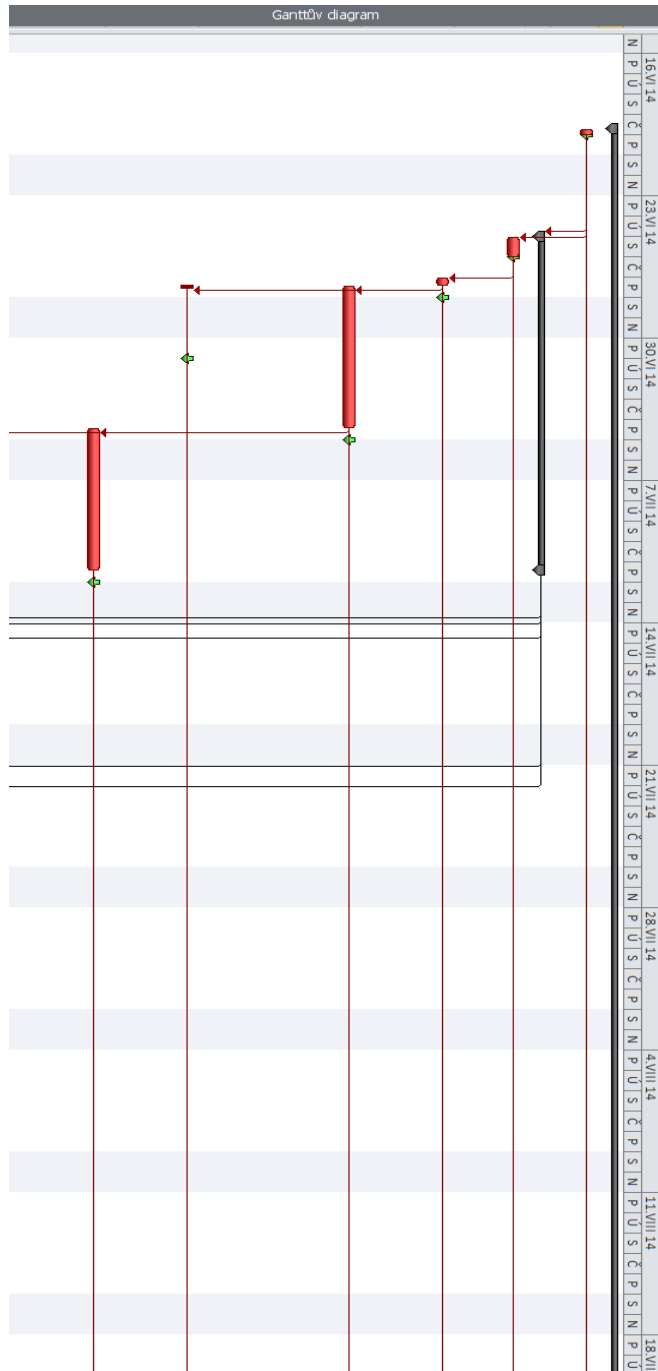 Ganttův diagram
16.VI 14 23.VI 14 30.VI 14 7.VII 14 14.VII 14 21.VII 14 28.VII 14 4.VIII 14 11.VIII 14
N P Ú S Č P S N P Ú S Č P S N P Ú S Č P S N P Ú S Č P S N P Ú S Č P S N P Ú S Č P S N P Ú S Č P S N P Ú S Č P S N P Ú S Č P S N P Ú